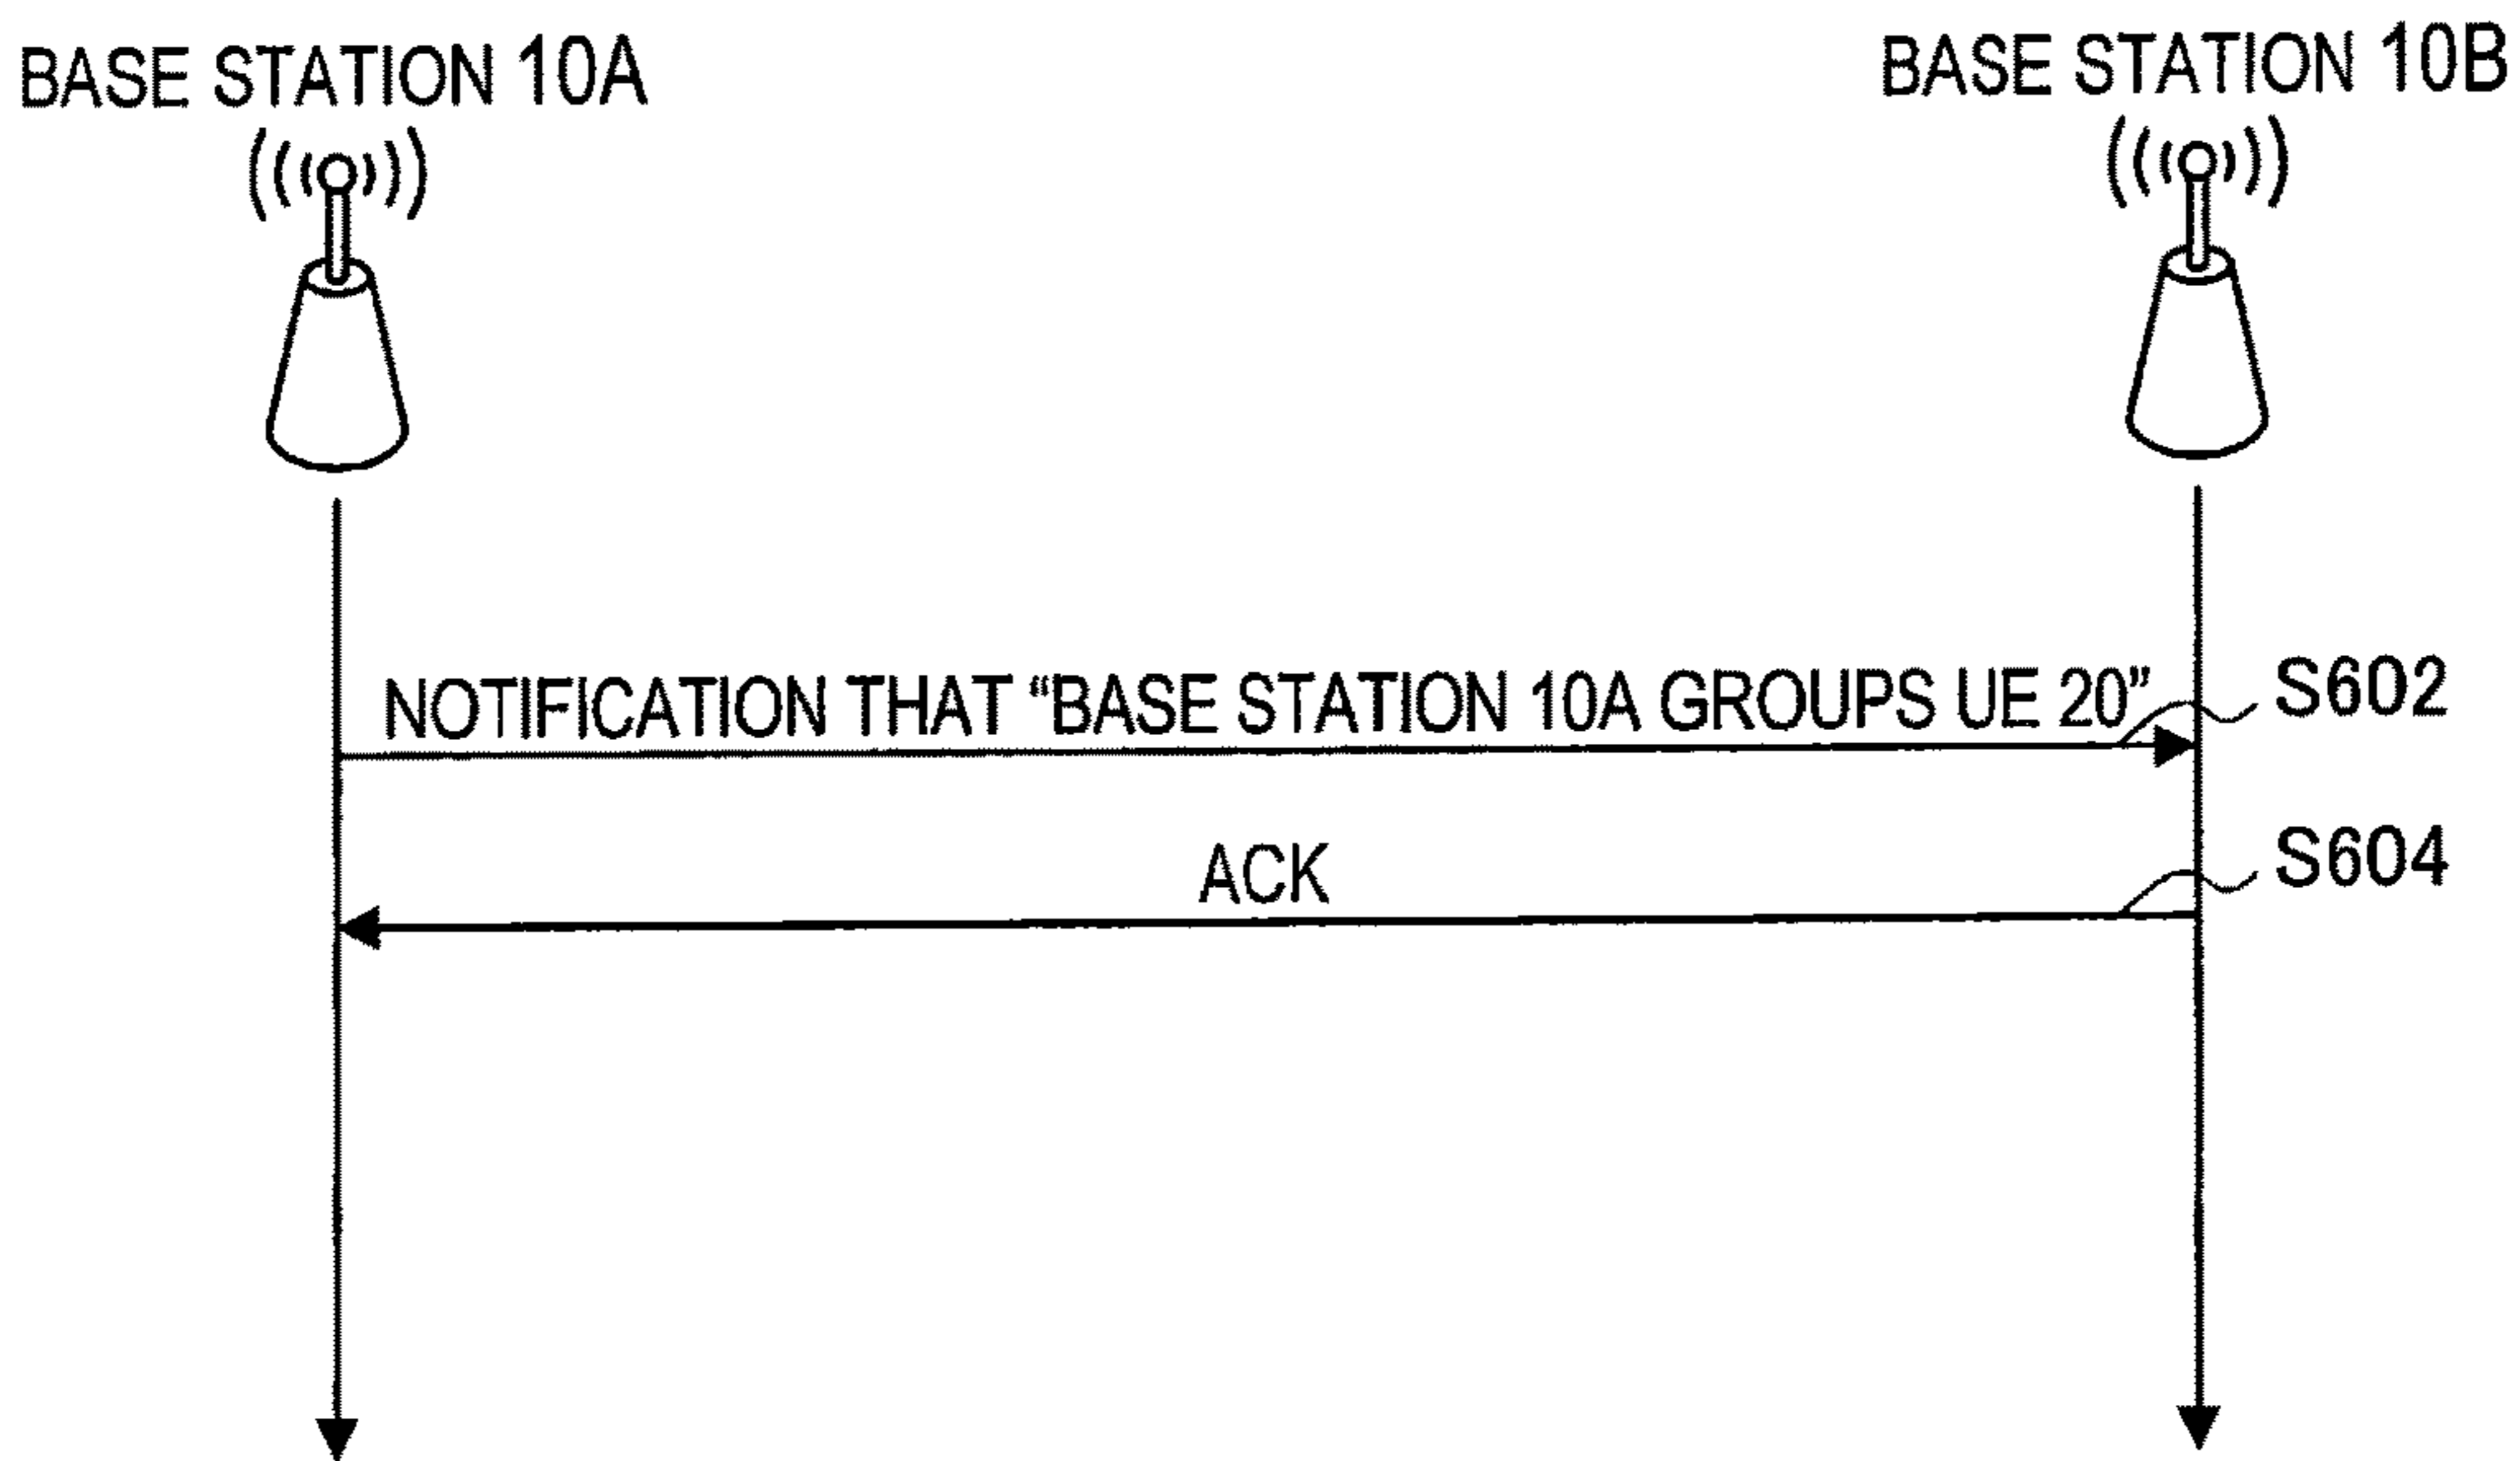 BASE STATION 10A
BASE STATION 10B
NOTIFICATION THAT “BASE STATION 10A GROUPS UE 20”
S602
ACK
S604